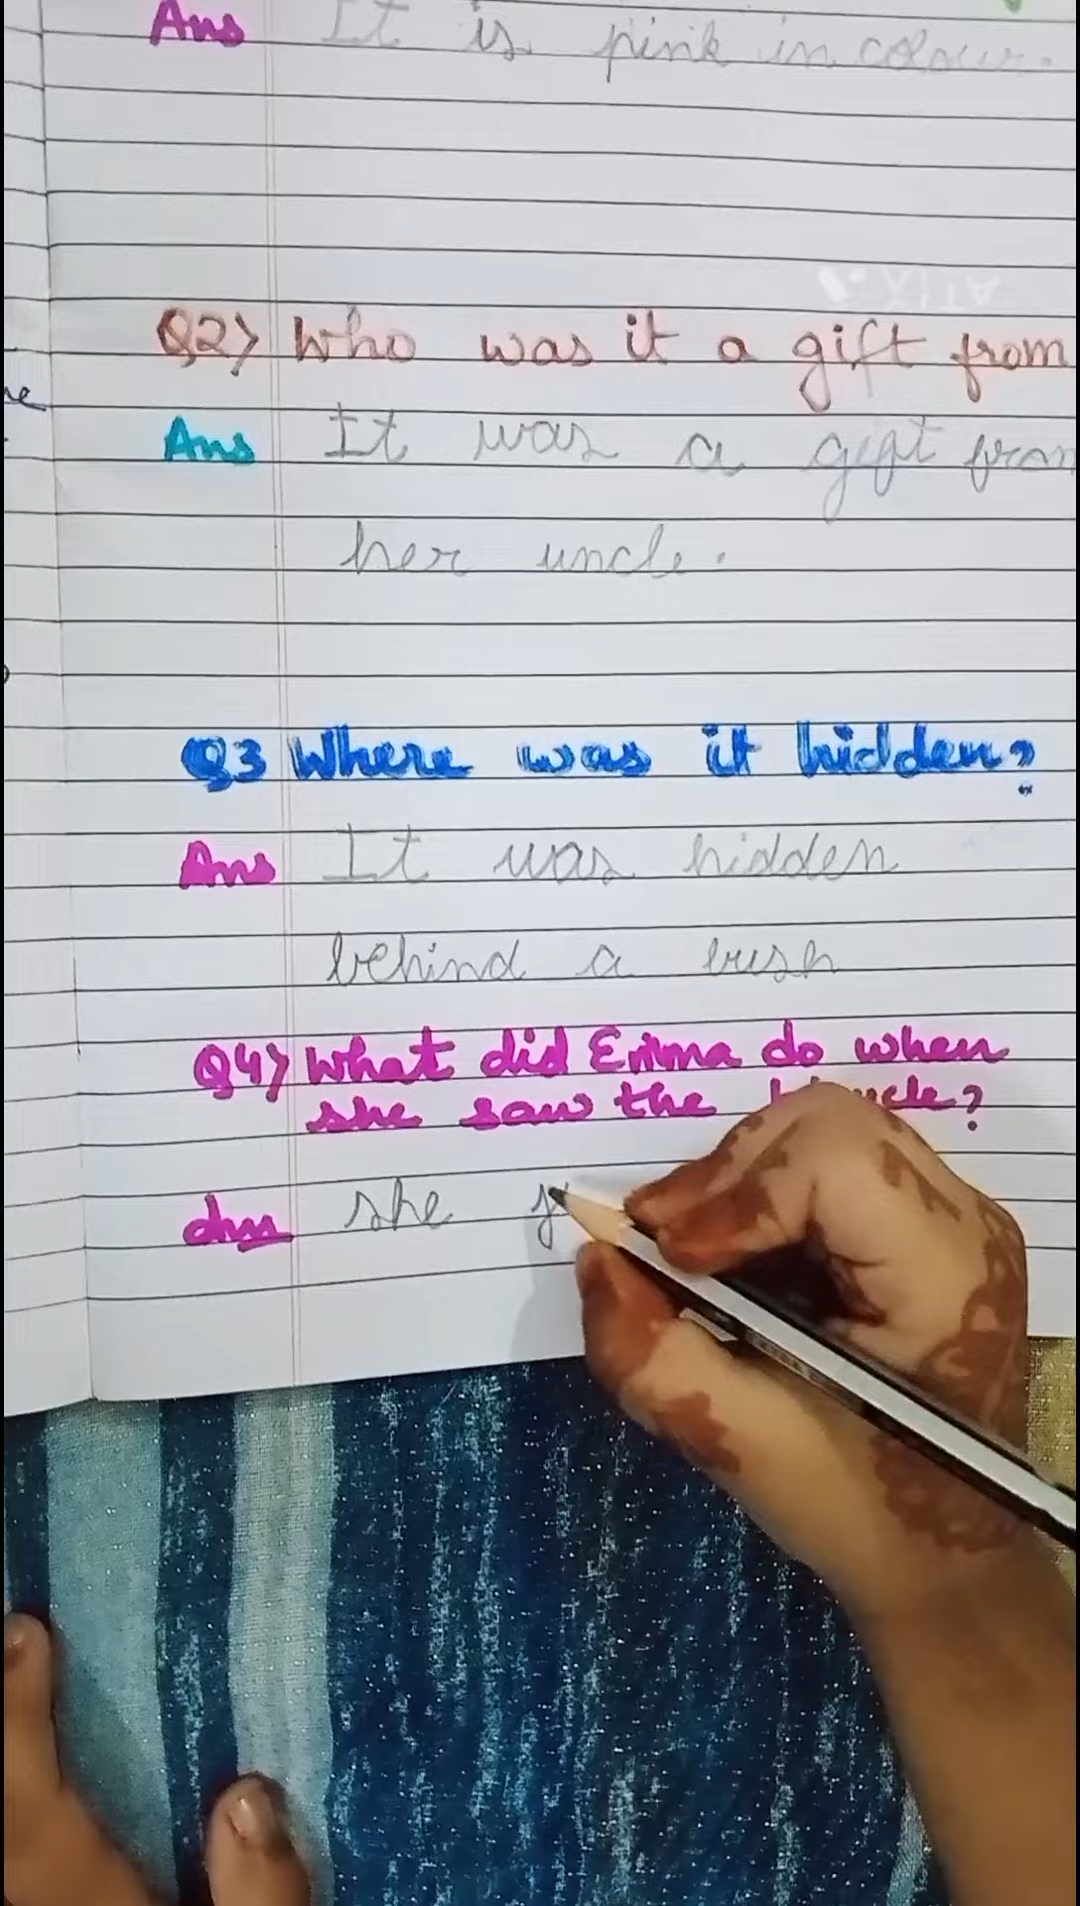 Ans It is pink in colour.
Q2) Who was it a gift from
Ans It was a gift from
her uncle.
Q3 Where was it hidden?
Ans It was hidden
behind a bush
Q4) What did Emma do when
she saw the
Ans she